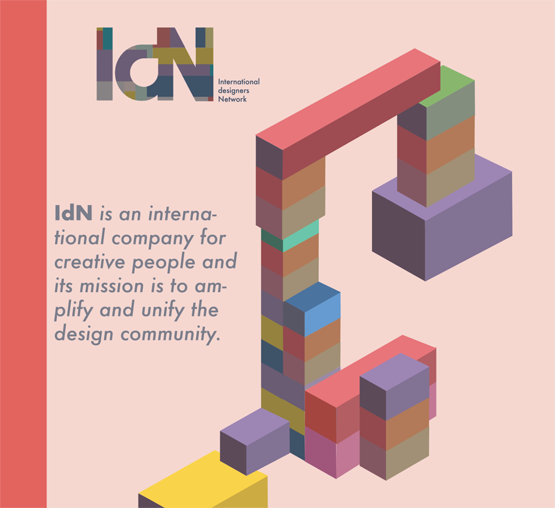 IdN
International
designers
Network
IdN is an interna-
tional company for
creative people and
its mission is to am-
plify and unify the
design community.